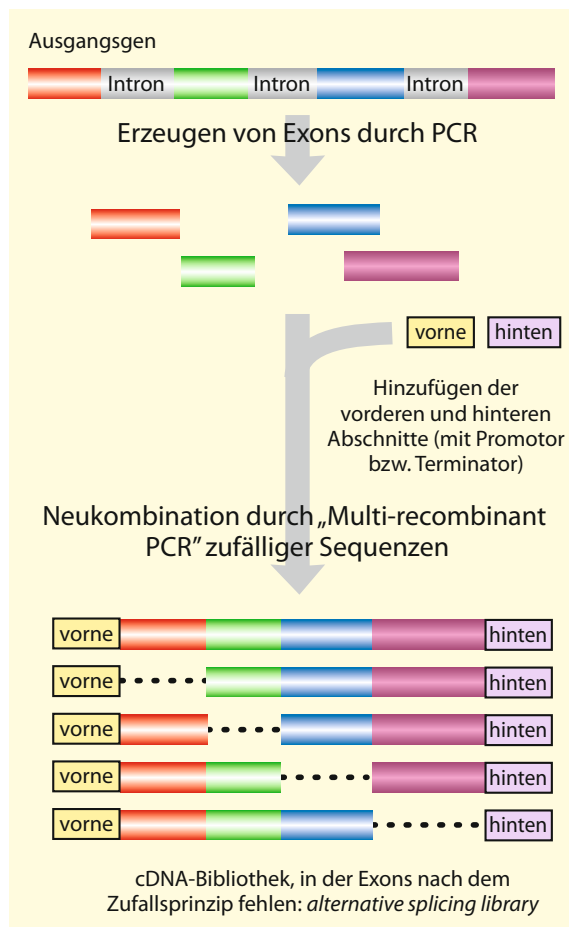 Ausgangsgen
Intron Intron Intron
Erzeugen von Exons durch PCR
vorne hinten
Hinzufügen der
vorderen und hinteren
Abschnitte (mit Promotor
bzw. Terminator)
Neukombination durch „Multi-recombinant
PCR” zufälliger Sequenzen
vorne hinten
vorne hinten
vorne hinten
vorne hinten
vorne hinten
cDNA-Bibliothek, in der Exons nach dem
Zufallsprinzip fehlen: alternative splicing library